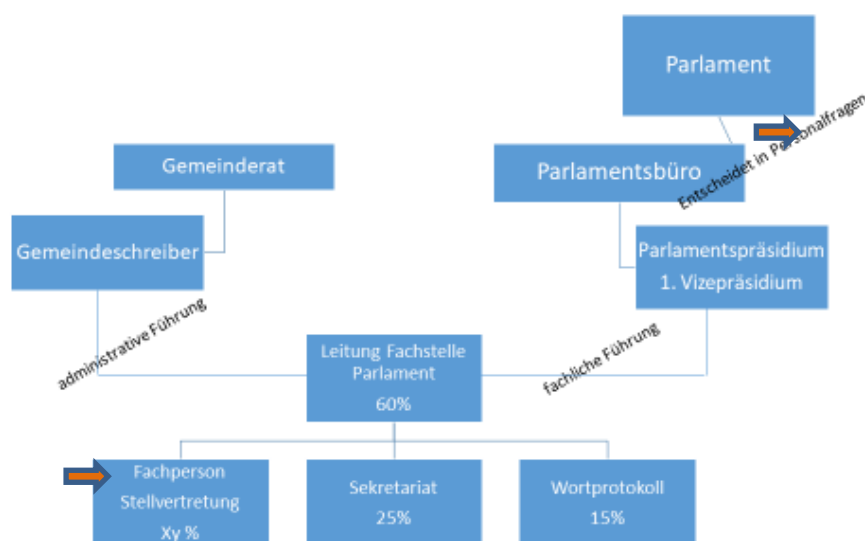 Parlament
Entscheidet in Personalfragen
Gemeinderat
Parlamentsbüro
Gemeindeschreiber
Parlamentspräsidium
1. Vizepräsidium
administrative Führung
fachliche Führung
Leitung Fachstelle
Parlament
60%
Fachperson
Stellvertretung
Xy %
Sekretariat
25%
Wortprotokoll
15%